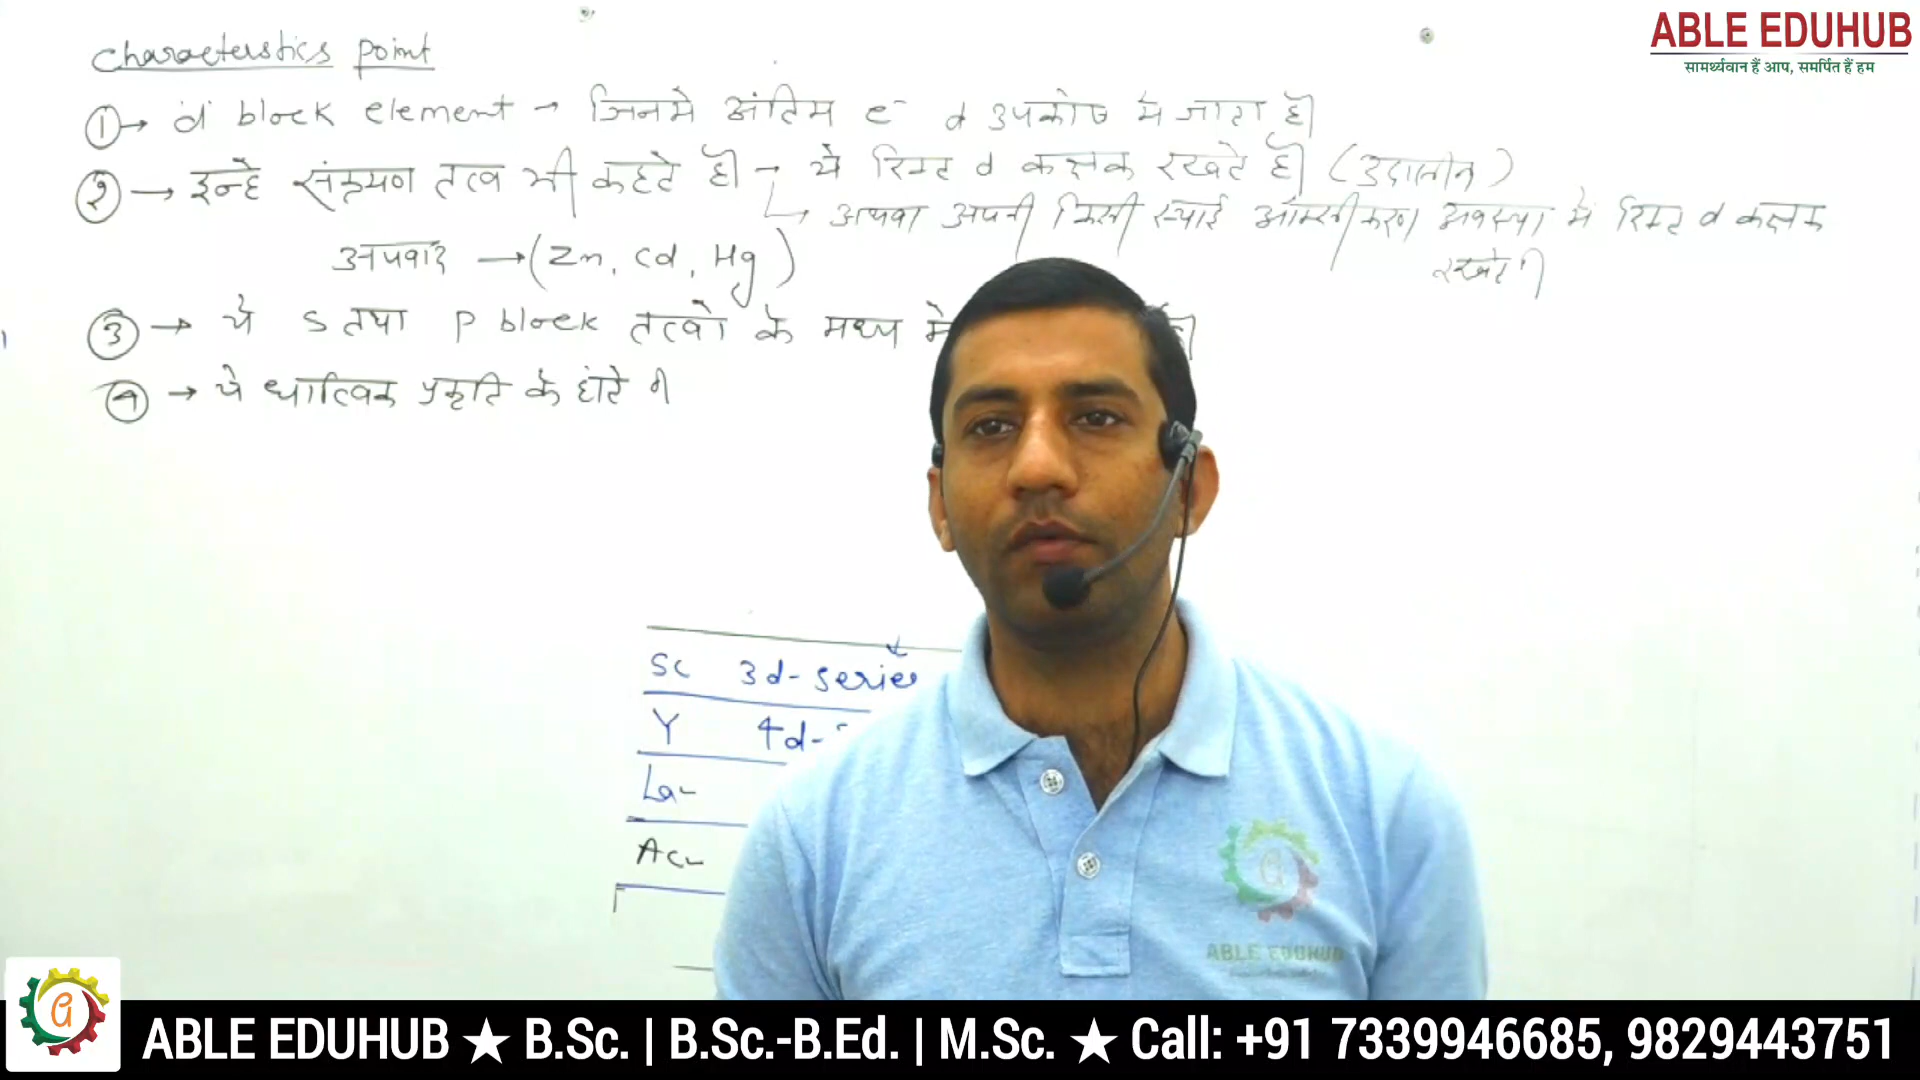 ABLE EDUHUB
सामर्थ्यवान हैं आप, समर्पित हैं हम
Characterstics point
① → d block element → जिनमे अंतिम e⁻ d उपकोष मे जाता है।
② → इन्हे संक्रमण तत्व भी कहते है। → ये रिक्त d कक्षक रखते है। (उदासीन)
↳ अथवा अपनी किसी स्थाई ऑक्सीकरण अवस्था में रिक्त d कक्षक रखते।
अपवाद → (Zn, Cd, Hg)
③ → ये s तथा p block तत्वो के मध्य मे
④ → ये धात्विक प्रकृति के होते ।
Sc 3d-series
Y 4d-
La-
Ac-
ABLE EDUHUB
ABLE EDUHUB ★ B.Sc. | B.Sc.-B.Ed. | M.Sc. ★ Call: +91 7339946685, 9829443751